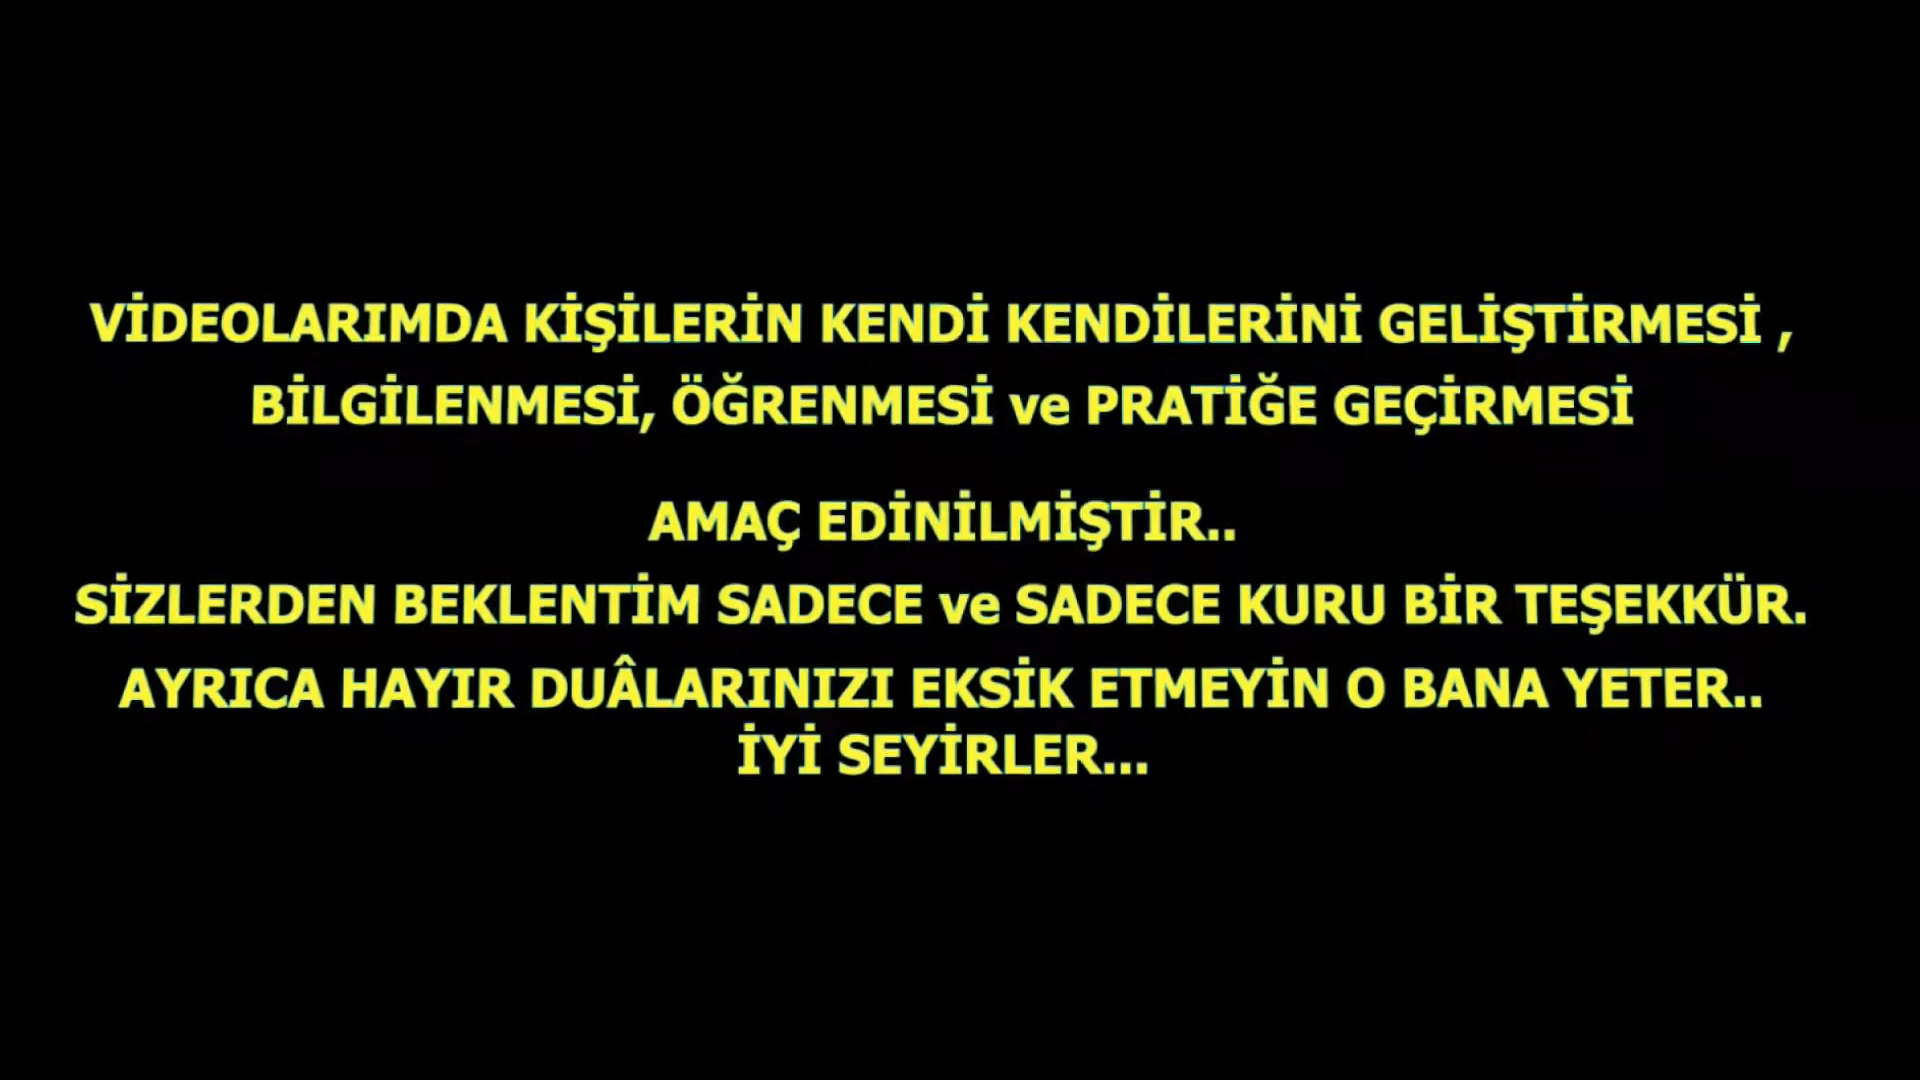 VİDEOLARIMDA KİŞİLERİN KENDİ KENDİLERİNİ GELİŞTİRMESİ ,
BİLGİLENMESİ, ÖĞRENMESİ ve PRATİĞE GEÇİRMESİ
AMAÇ EDİNİLMİŞTİR..
SİZLERDEN BEKLENTİM SADECE ve SADECE KURU BİR TEŞEKKÜR.
AYRICA HAYIR DUÂLARINIZI EKSİK ETMEYİN O BANA YETER..
İYİ SEYİRLER...